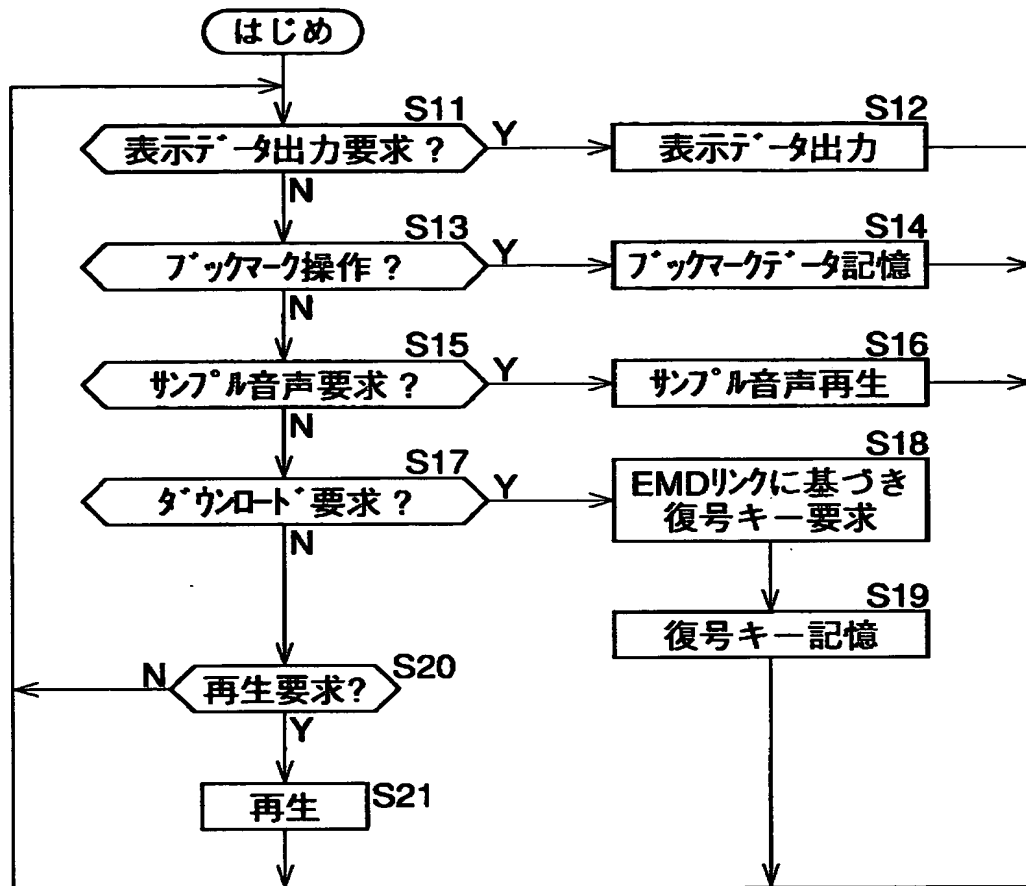 はじめ
S11
表示データ出力要求?
Y
N
S12
表示データ出力
S13
ブックマーク操作?
Y
N
S14
ブックマークデータ記憶
S15
サンプル音声要求?
Y
N
S16
サンプル音声再生
S17
ダウンロード要求?
Y
N
S18
EMDリンクに基づき
復号キー要求
S19
復号キー記憶
S20
再生要求?
N
Y
S21
再生